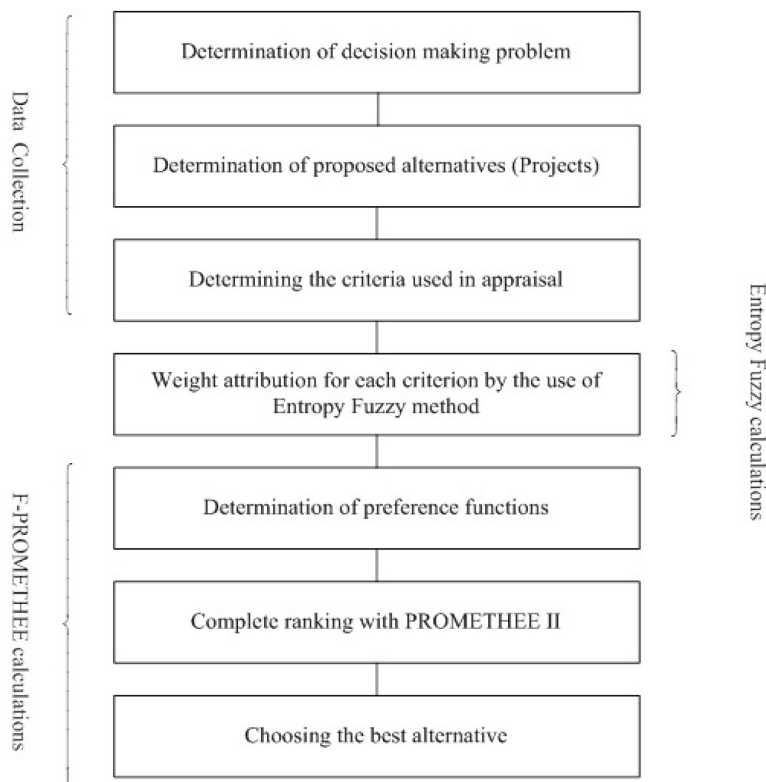 Data Collection
Determination of decision making problem
Determination of proposed alternatives (Projects)
Determining the criteria used in appraisal
Weight attribution for each criterion by the use of
Entropy Fuzzy method
Entropy Fuzzy calculations
F-PROMETHEE calculations
Determination of preference functions
Complete ranking with PROMETHEE II
Choosing the best alternative